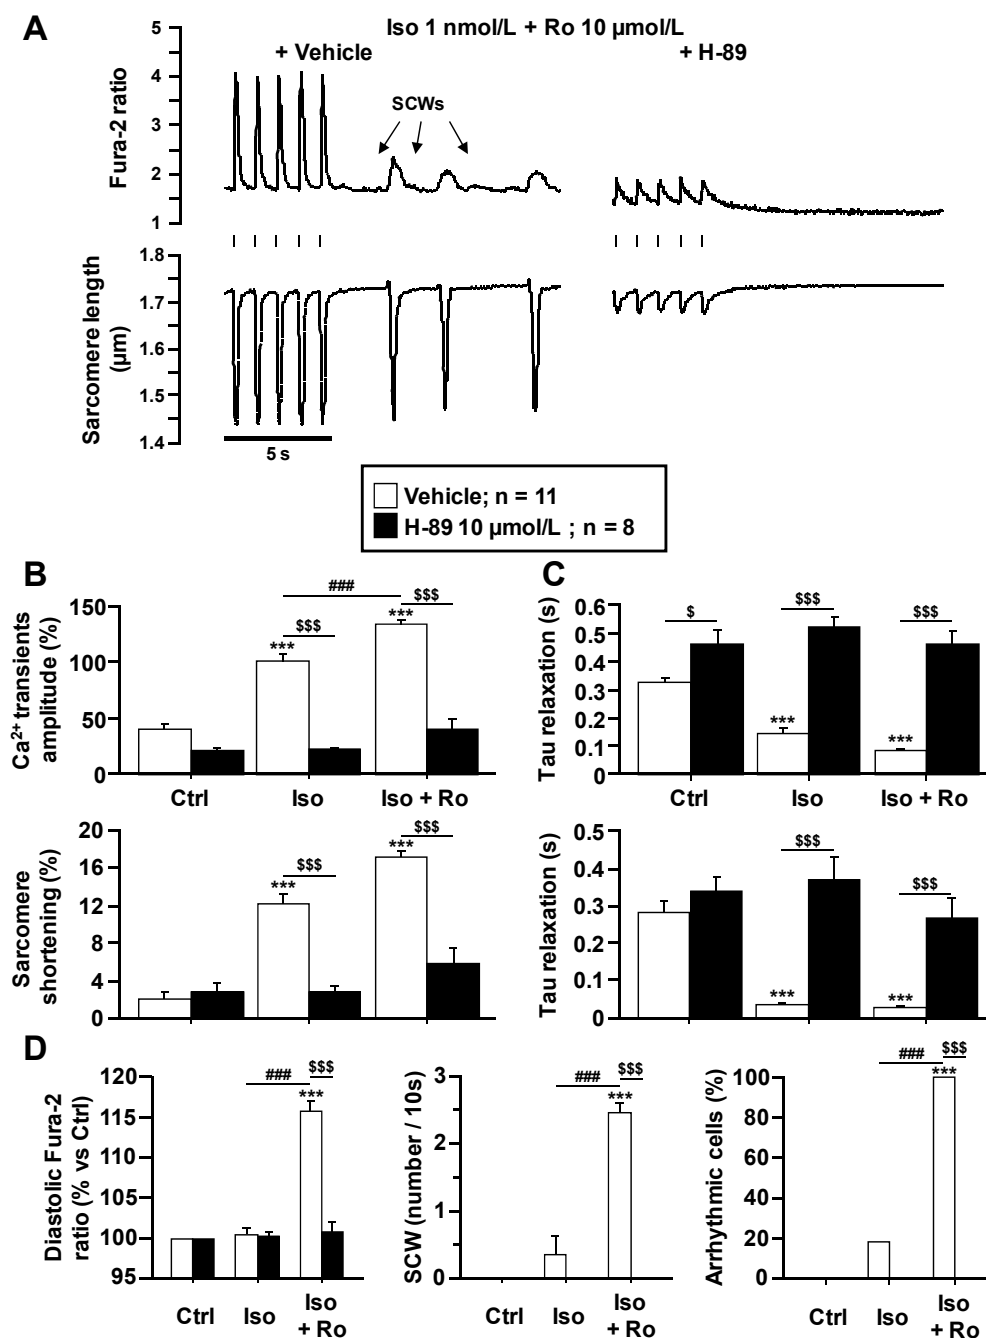 A
Iso 1 nmol/L + Ro 10 µmol/L
+ Vehicle
+ H-89
Fura-2 ratio
5
4
3
2
1
SCWs
Sarcomere length
(µm)
1.8
1.7
1.6
1.5
1.4
5 s
Vehicle; n = 11
H-89 10 µmol/L ; n = 8
B
Ca²⁺ transients
amplitude (%)
150
100
50
0
***
$$$
###
***
$$$
Ctrl
Iso
Iso + Ro
Sarcomere
shortening (%)
20
16
12
8
4
0
***
$$$
***
$$$
C
Tau relaxation (s)
0.6
0.5
0.4
0.3
0.2
0.1
0
$
***
$$$
***
$$$
Ctrl
Iso
Iso + Ro
Tau relaxation (s)
0.5
0.4
0.3
0.2
0.1
0
***
$$$
***
$$$
D
Diastolic Fura-2
ratio (% vs Ctrl)
120
115
110
105
100
95
###
$$$
***
Ctrl
Iso
Iso
+ Ro
SCW (number / 10s)
3
2
1
0
###
$$$
***
Ctrl
Iso
Iso
+ Ro
Arrhythmic cells (%)
100
80
60
40
20
0
###
$$$
***
Ctrl
Iso
Iso
+ Ro